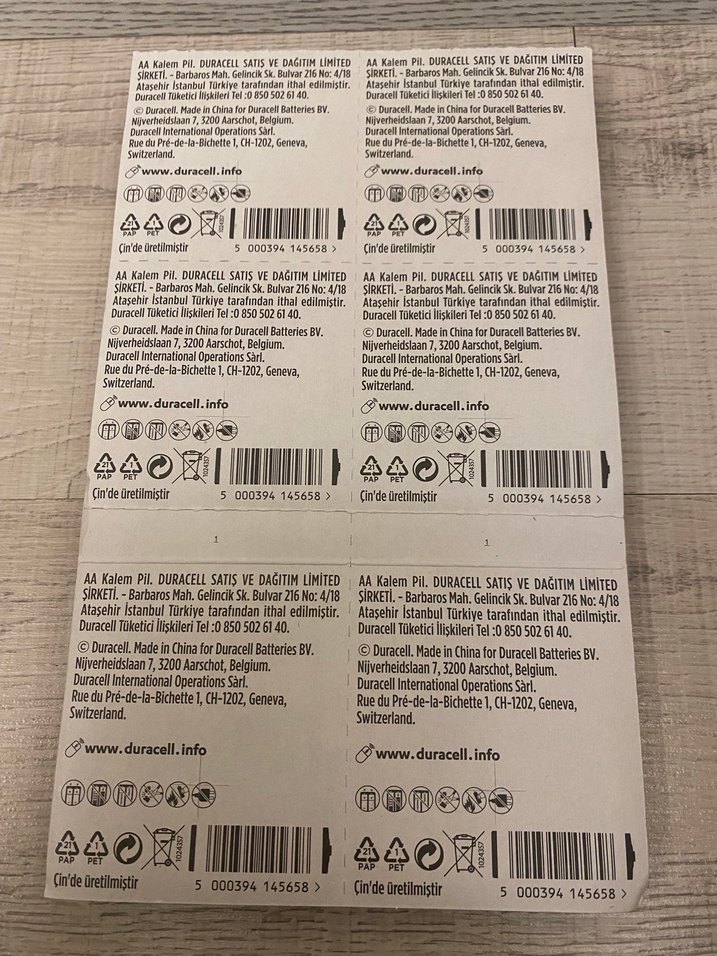 AA Kalem Pil. DURACELL SATIŞ VE DAĞITIM LİMİTED
ŞİRKETİ. - Barbaros Mah. Gelincik Sk. Bulvar 216 No: 4/18
Ataşehir İstanbul Türkiye tarafından ithal edilmiştir.
Duracell Tüketici İlişkileri Tel :0 850 502 61 40.
© Duracell. Made in China for Duracell Batteries BV.
Nijverheidslaan 7, 3200 Aarschot, Belgium.
Duracell International Operations Sàrl.
Rue du Pré-de-la-Bichette 1, CH-1202, Geneva,
Switzerland.
www.duracell.info
21
PAP
1
PET
1024357
Çin'de üretilmiştir
5 000394 145658 >
AA Kalem Pil. DURACELL SATIŞ VE DAĞITIM LİMİTED
ŞİRKETİ. - Barbaros Mah. Gelincik Sk. Bulvar 216 No: 4/18
Ataşehir İstanbul Türkiye tarafından ithal edilmiştir.
Duracell Tüketici İlişkileri Tel :0 850 502 61 40.
© Duracell. Made in China for Duracell Batteries BV.
Nijverheidslaan 7, 3200 Aarschot, Belgium.
Duracell International Operations Sàrl.
Rue du Pré-de-la-Bichette 1, CH-1202, Geneva,
Switzerland.
www.duracell.info
21
PAP
1
PET
1024357
Çin'de üretilmiştir
5 000394 145658 >
AA Kalem Pil. DURACELL SATIŞ VE DAĞITIM LİMİTED
ŞİRKETİ. - Barbaros Mah. Gelincik Sk. Bulvar 216 No: 4/18
Ataşehir İstanbul Türkiye tarafından ithal edilmiştir.
Duracell Tüketici İlişkileri Tel :0 850 502 61 40.
© Duracell. Made in China for Duracell Batteries BV.
Nijverheidslaan 7, 3200 Aarschot, Belgium.
Duracell International Operations Sàrl.
Rue du Pré-de-la-Bichette 1, CH-1202, Geneva,
Switzerland.
www.duracell.info
21
PAP
1
PET
1024357
Çin'de üretilmiştir
5 000394 145658 >
AA Kalem Pil. DURACELL SATIŞ VE DAĞITIM LİMİTED
ŞİRKETİ. - Barbaros Mah. Gelincik Sk. Bulvar 216 No: 4/18
Ataşehir İstanbul Türkiye tarafından ithal edilmiştir.
Duracell Tüketici İlişkileri Tel :0 850 502 61 40.
© Duracell. Made in China for Duracell Batteries BV.
Nijverheidslaan 7, 3200 Aarschot, Belgium.
Duracell International Operations Sàrl.
Rue du Pré-de-la-Bichette 1, CH-1202, Geneva,
Switzerland.
www.duracell.info
21
PAP
1
PET
1024357
Çin'de üretilmiştir
5 000394 145658 >
1
1
AA Kalem Pil. DURACELL SATIŞ VE DAĞITIM LİMİTED
ŞİRKETİ. - Barbaros Mah. Gelincik Sk. Bulvar 216 No: 4/18
Ataşehir İstanbul Türkiye tarafından ithal edilmiştir.
Duracell Tüketici İlişkileri Tel :0 850 502 61 40.
© Duracell. Made in China for Duracell Batteries BV.
Nijverheidslaan 7, 3200 Aarschot, Belgium.
Duracell International Operations Sàrl.
Rue du Pré-de-la-Bichette 1, CH-1202, Geneva,
Switzerland.
www.duracell.info
21
PAP
1
PET
1024357
Çin'de üretilmiştir
5 000394 145658 >
AA Kalem Pil. DURACELL SATIŞ VE DAĞITIM LİMİTED
ŞİRKETİ. - Barbaros Mah. Gelincik Sk. Bulvar 216 No: 4/18
Ataşehir İstanbul Türkiye tarafından ithal edilmiştir.
Duracell Tüketici İlişkileri Tel :0 850 502 61 40.
© Duracell. Made in China for Duracell Batteries BV.
Nijverheidslaan 7, 3200 Aarschot, Belgium.
Duracell International Operations Sàrl.
Rue du Pré-de-la-Bichette 1, CH-1202, Geneva,
Switzerland.
www.duracell.info
21
PAP
1
PET
1024357
Çin'de üretilmiştir
5 000394 145658 >